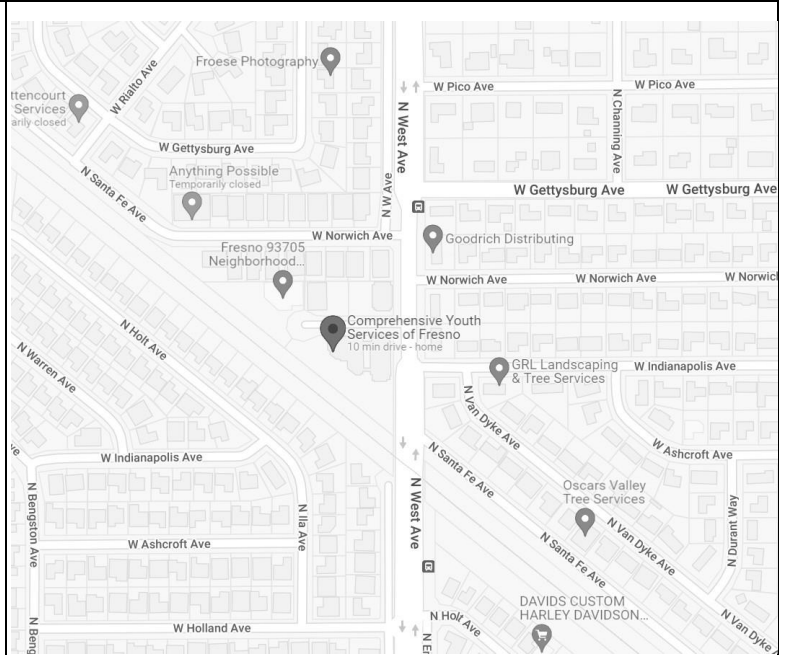 Froese Photography
W Rialto Ave
ttencourt
Services
arily closed
N West Ave
W Pico Ave
W Pico Ave
N Channing Ave
W Gettysburg Ave
Anything Possible
Temporarily closed
N Santa Fe Ave
N W Ave
W Gettysburg Ave
W Gettysburg Ave
W Norwich Ave
Goodrich Distributing
Fresno 93705
Neighborhood...
W Norwich Ave
W Norwich Ave
W Norwich
N Holt Ave
Comprehensive Youth
Services of Fresno
10 min drive - home
N Warren Ave
GRL Landscaping
& Tree Services
W Indianapolis Ave
N Van Dyke Ave
W Indianapolis Ave
N Santa Fe Ave
W Ashcroft Ave
N Bengston Ave
N Ila Ave
N West Ave
Oscars Valley
Tree Services
N Durant Way
W Ashcroft Ave
N Van Dyke Ave
N Santa Fe Ave
DAVIDS CUSTOM
HARLEY DAVIDSON...
N Beng
W Holland Ave
N Holt Ave
N Van Dyke A